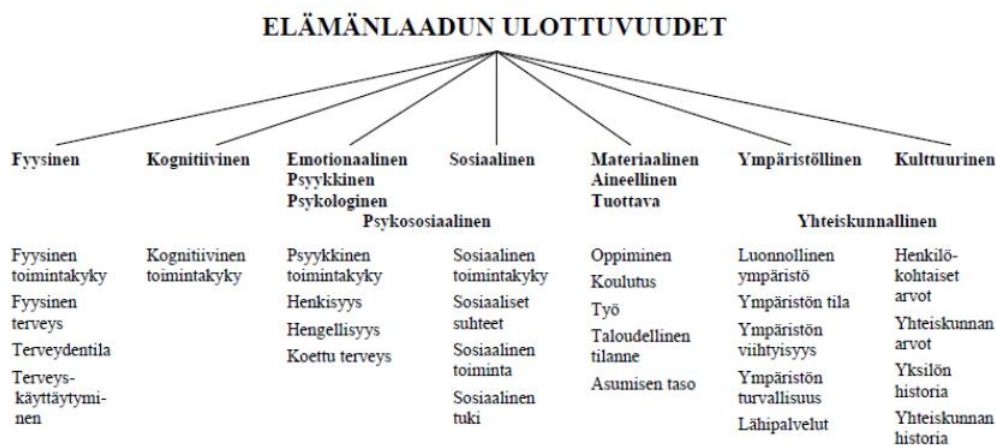 ELÄMÄNLAADUN ULOTTUVUUDET
Fyysinen
Kognitiivinen
Emotionaalinen
Psyykkinen
Psykologinen
Sosiaalinen
Materiaalinen
Aineellinen
Tuottava
Ympäristöllinen
Kulttuurinen
Psykososiaalinen
Yhteiskunnallinen
Fyysinen
toimintakyky
Fyysinen
terveys
Terveydentila
Terveys-
käyttäytymi-
nen
Kognitiivinen
toimintakyky
Psyykkinen
toimintakyky
Henkisyys
Hengellisyys
Koettu terveys
Sosiaalinen
toimintakyky
Sosiaaliset
suhteet
Sosiaalinen
toiminta
Sosiaalinen
tuki
Oppiminen
Koulutus
Työ
Taloudellinen
tilanne
Asumisen taso
Luonnollinen
ympäristö
Ympäristön tila
Ympäristön
viihtyisyys
Ympäristön
turvallisuus
Lähipalvelut
Henkilö-
kohtaiset
arvot
Yhteiskunnan
arvot
Yksilön
historia
Yhteiskunnan
historia